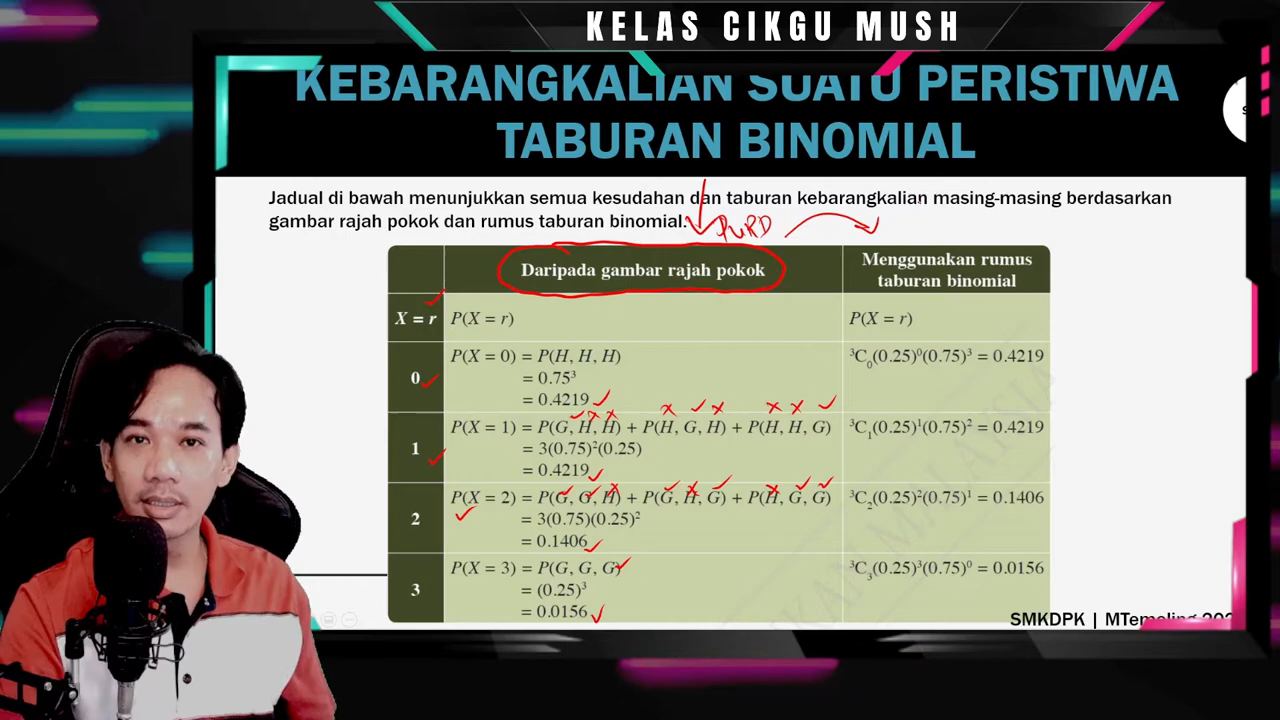 KELAS CIKGU MUSH
KEBARANGKALIAN SUATU PERISTIWA
TABURAN BINOMIAL
Jadual di bawah menunjukkan semua kesudahan dan taburan kebarangkalian masing-masing berdasarkan
gambar rajah pokok dan rumus taburan binomial.
Daripada gambar rajah pokok
Menggunakan rumus
taburan binomial
X = r
P(X = r)
P(X = r)
0
P(X = 0) = P(H, H, H)
= 0.75³
= 0.4219
³C₀(0.25)⁰(0.75)³ = 0.4219
1
P(X = 1) = P(G, H, H) + P(H, G, H) + P(H, H, G)
= 3(0.75)²(0.25)
= 0.4219
³C₁(0.25)¹(0.75)² = 0.4219
2
P(X = 2) = P(G, G, H) + P(G, H, G) + P(H, G, G)
= 3(0.75)(0.25)²
= 0.1406
³C₂(0.25)²(0.75)¹ = 0.1406
3
P(X = 3) = P(G, G, G)
= (0.25)³
= 0.0156
³C₃(0.25)³(0.75)⁰ = 0.0156
SMKDPK | MTemeling